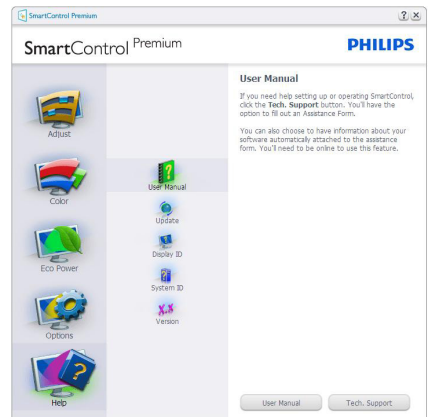 SmartControl Premium
SmartControl Premium
PHILIPS
Adjust
Color
Eco Power
Options
Help
User Manual
Update
Display ID
System ID
X.X
Version
User Manual
If you need help setting up or operating SmartControl,
click the Tech. Support button. You'll have the
option to fill out an Assistance Form.
You can also choose to have information about your
software automatically attached to the assistance
form. You'll need to be online to use this feature.
User Manual
Tech. Support